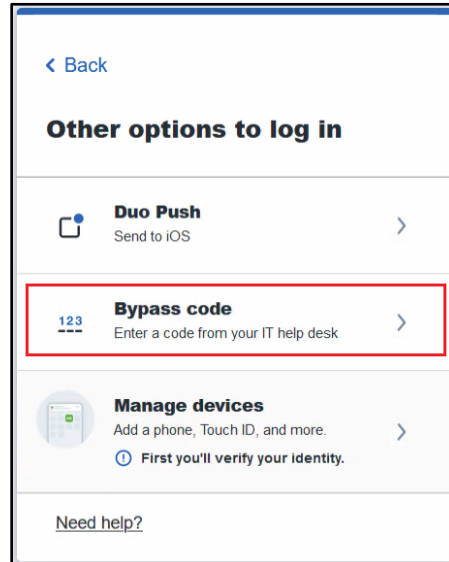 Back
Other options to log in
Duo Push
Send to iOS
123
Bypass code
Enter a code from your IT help desk
Manage devices
Add a phone, Touch ID, and more.
First you'll verify your identity.
Need help?